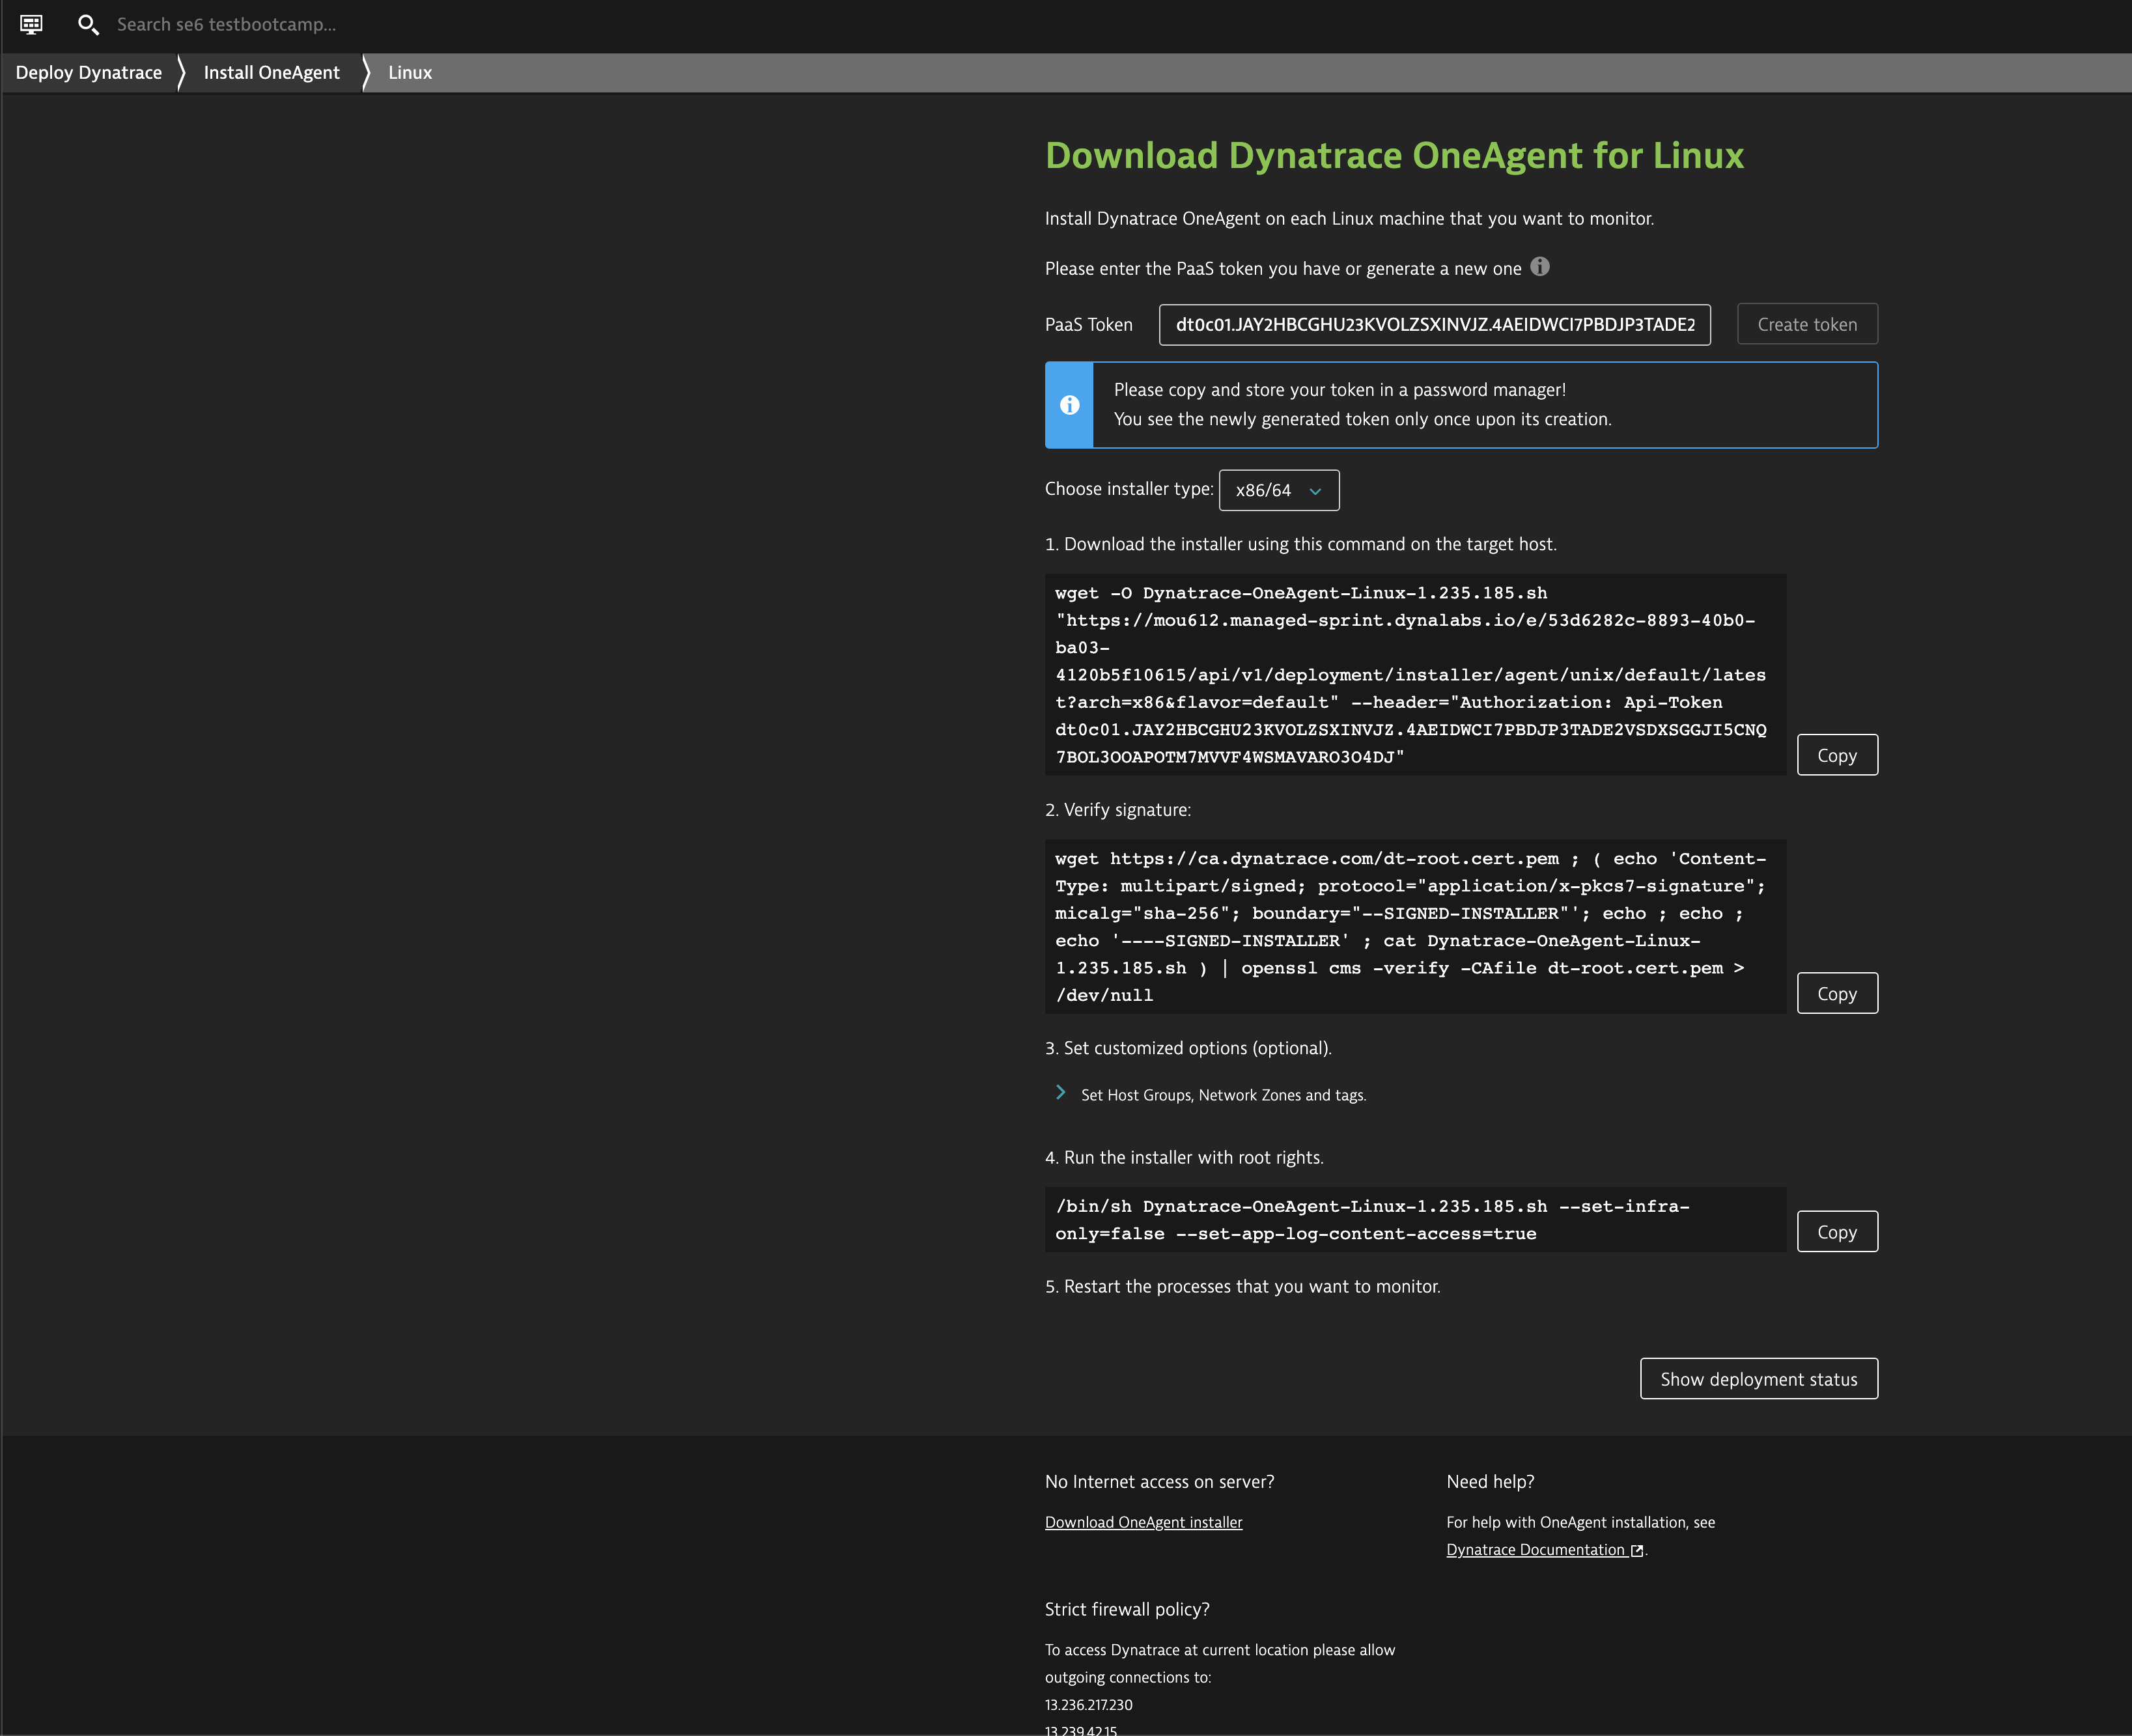 Search se6 testbootcamp...
Deploy Dynatrace
Install OneAgent
Linux
Download Dynatrace OneAgent for Linux
Install Dynatrace OneAgent on each Linux machine that you want to monitor.
Please enter the PaaS token you have or generate a new one
PaaS Token
dt0c01.JAY2HBCGHU23KVOLZSXINVJZ.4AEIDWCI7PBDJP3TADE2
Create token
Please copy and store your token in a password manager!
You see the newly generated token only once upon its creation.
Choose installer type: x86/64
1. Download the installer using this command on the target host.
wget -O Dynatrace-OneAgent-Linux-1.235.185.sh
"https://mou612.managed-sprint.dynalabs.io/e/53d6282c-8893-40b0-
ba03-
4120b5f10615/api/v1/deployment/installer/agent/unix/default/lates
t?arch=x86&flavor=default" --header="Authorization: Api-Token
dt0c01.JAY2HBCGHU23KVOLZSXINVJZ.4AEIDWCI7PBDJP3TADE2VSDXSGGJI5CNQ
7BOL3OOAPOTM7MVVF4WSMAVARO3O4DJ"
Copy
2. Verify signature:
wget https://ca.dynatrace.com/dt-root.cert.pem ; ( echo 'Content-
Type: multipart/signed; protocol="application/x-pkcs7-signature";
micalg="sha-256"; boundary="--SIGNED-INSTALLER"'; echo ; echo ;
echo '----SIGNED-INSTALLER' ; cat Dynatrace-OneAgent-Linux-
1.235.185.sh ) | openssl cms -verify -CAfile dt-root.cert.pem >
/dev/null
Copy
3. Set customized options (optional).
Set Host Groups, Network Zones and tags.
4. Run the installer with root rights.
/bin/sh Dynatrace-OneAgent-Linux-1.235.185.sh --set-infra-
only=false --set-app-log-content-access=true
Copy
5. Restart the processes that you want to monitor.
Show deployment status
No Internet access on server?
Download OneAgent installer
Need help?
For help with OneAgent installation, see
Dynatrace Documentation .
Strict firewall policy?
To access Dynatrace at current location please allow
outgoing connections to:
13.236.217.230
13.239.42.15